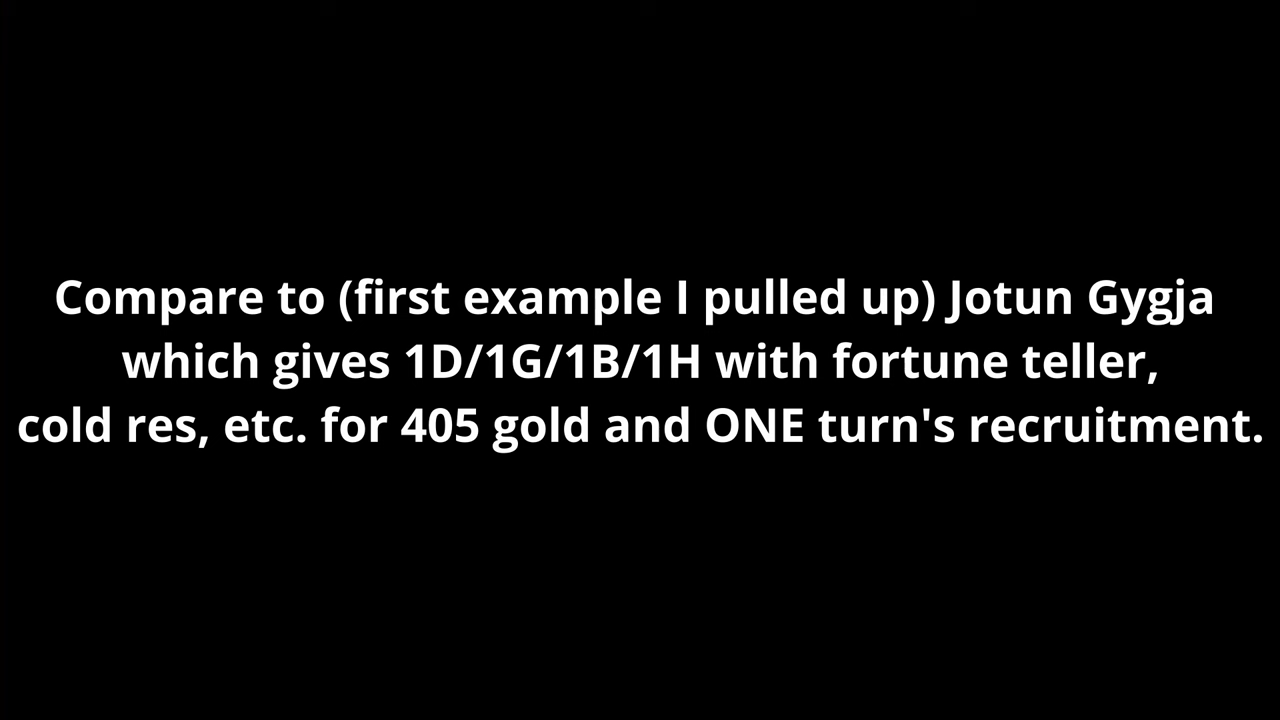 Compare to (first example I pulled up) Jotun Gygja
which gives 1D/1G/1B/1H with fortune teller,
cold res, etc. for 405 gold and ONE turn's recruitment.